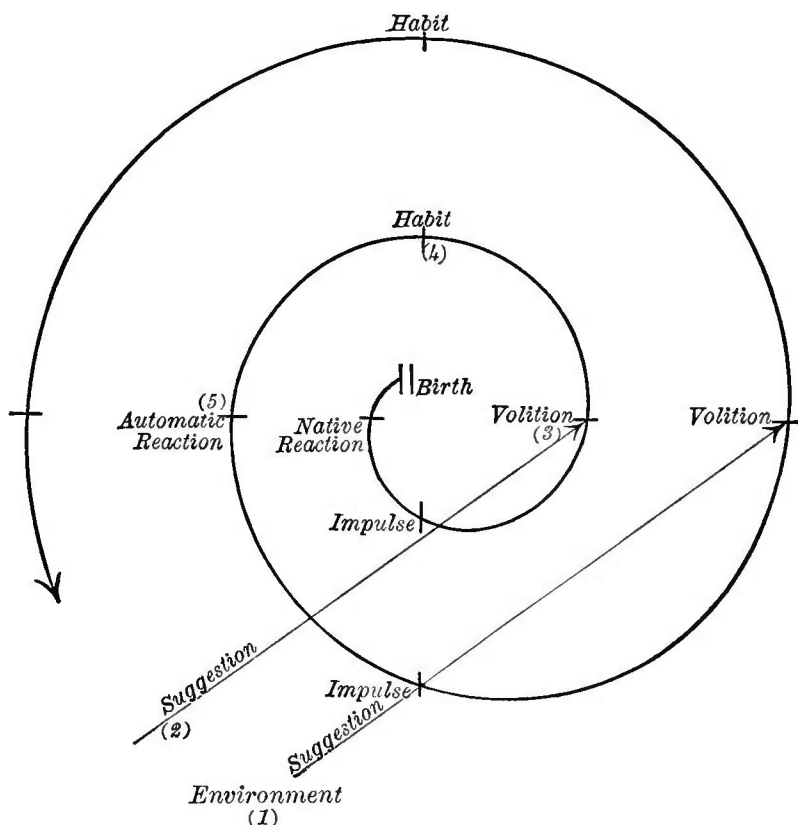 Habit
Habit
(4)
Birth
(5)
Automatic
Reaction
Native
Reaction
Volition
(3)
Volition
Impulse
Suggestion
(2)
Impulse
Suggestion
Environment
(1)